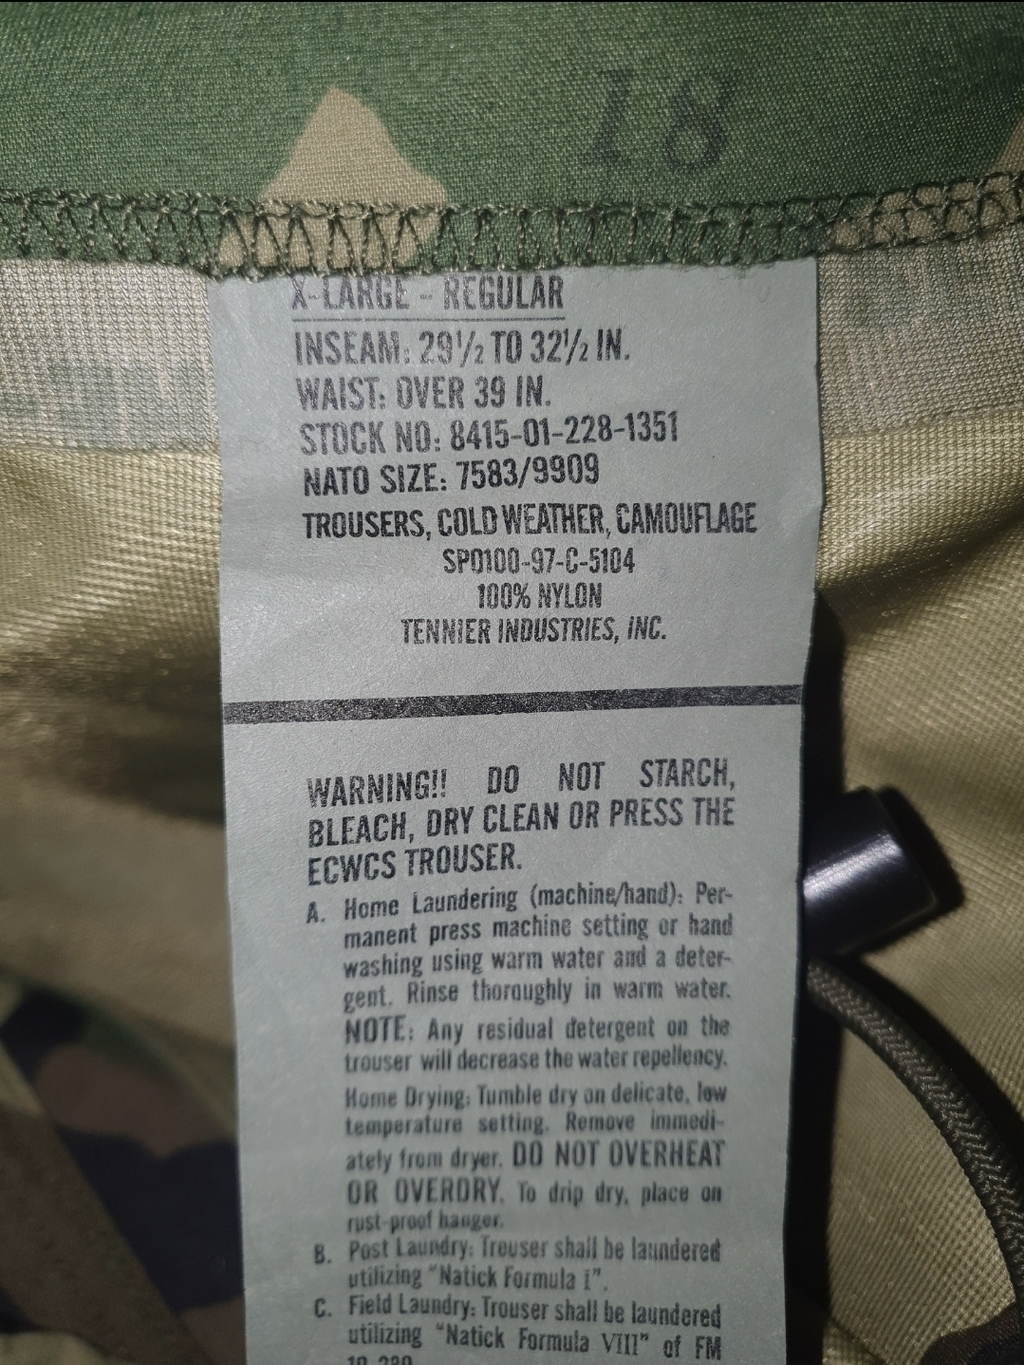 18
X-LARGE - REGULAR
INSEAM: 29½ TO 32½ IN.
WAIST: OVER 39 IN.
STOCK NO: 8415-01-228-1351
NATO SIZE: 7583/9909
TROUSERS, COLD WEATHER, CAMOUFLAGE
SPO100-97-C-5104
100% NYLON
TENNIER INDUSTRIES, INC.
WARNING!! DO NOT STARCH,
BLEACH, DRY CLEAN OR PRESS THE
ECWCS TROUSER.
A. Home Laundering (machine/hand): Per-
manent press machine setting or hand
washing using warm water and a deter-
gent. Rinse thoroughly in warm water.
NOTE: Any residual detergent on the
trouser will decrease the water repellency.
Home Drying: Tumble dry on delicate, low
temperature setting. Remove immedi-
ately from dryer. DO NOT OVERHEAT
OR OVERDRY. To drip dry, place on
rust-proof hanger.
B. Post Laundry: Trouser shall be laundered
utilizing "Natick Formula I".
C. Field Laundry: Trouser shall be laundered
utilizing "Natick Formula VIII" of FM